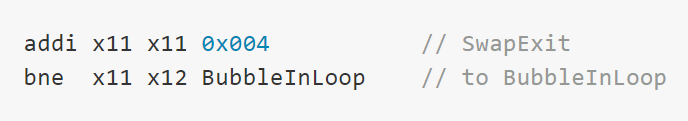 addi x11 x11 0x004 // SwapExit
bne x11 x12 BubbleInLoop // to BubbleInLoop